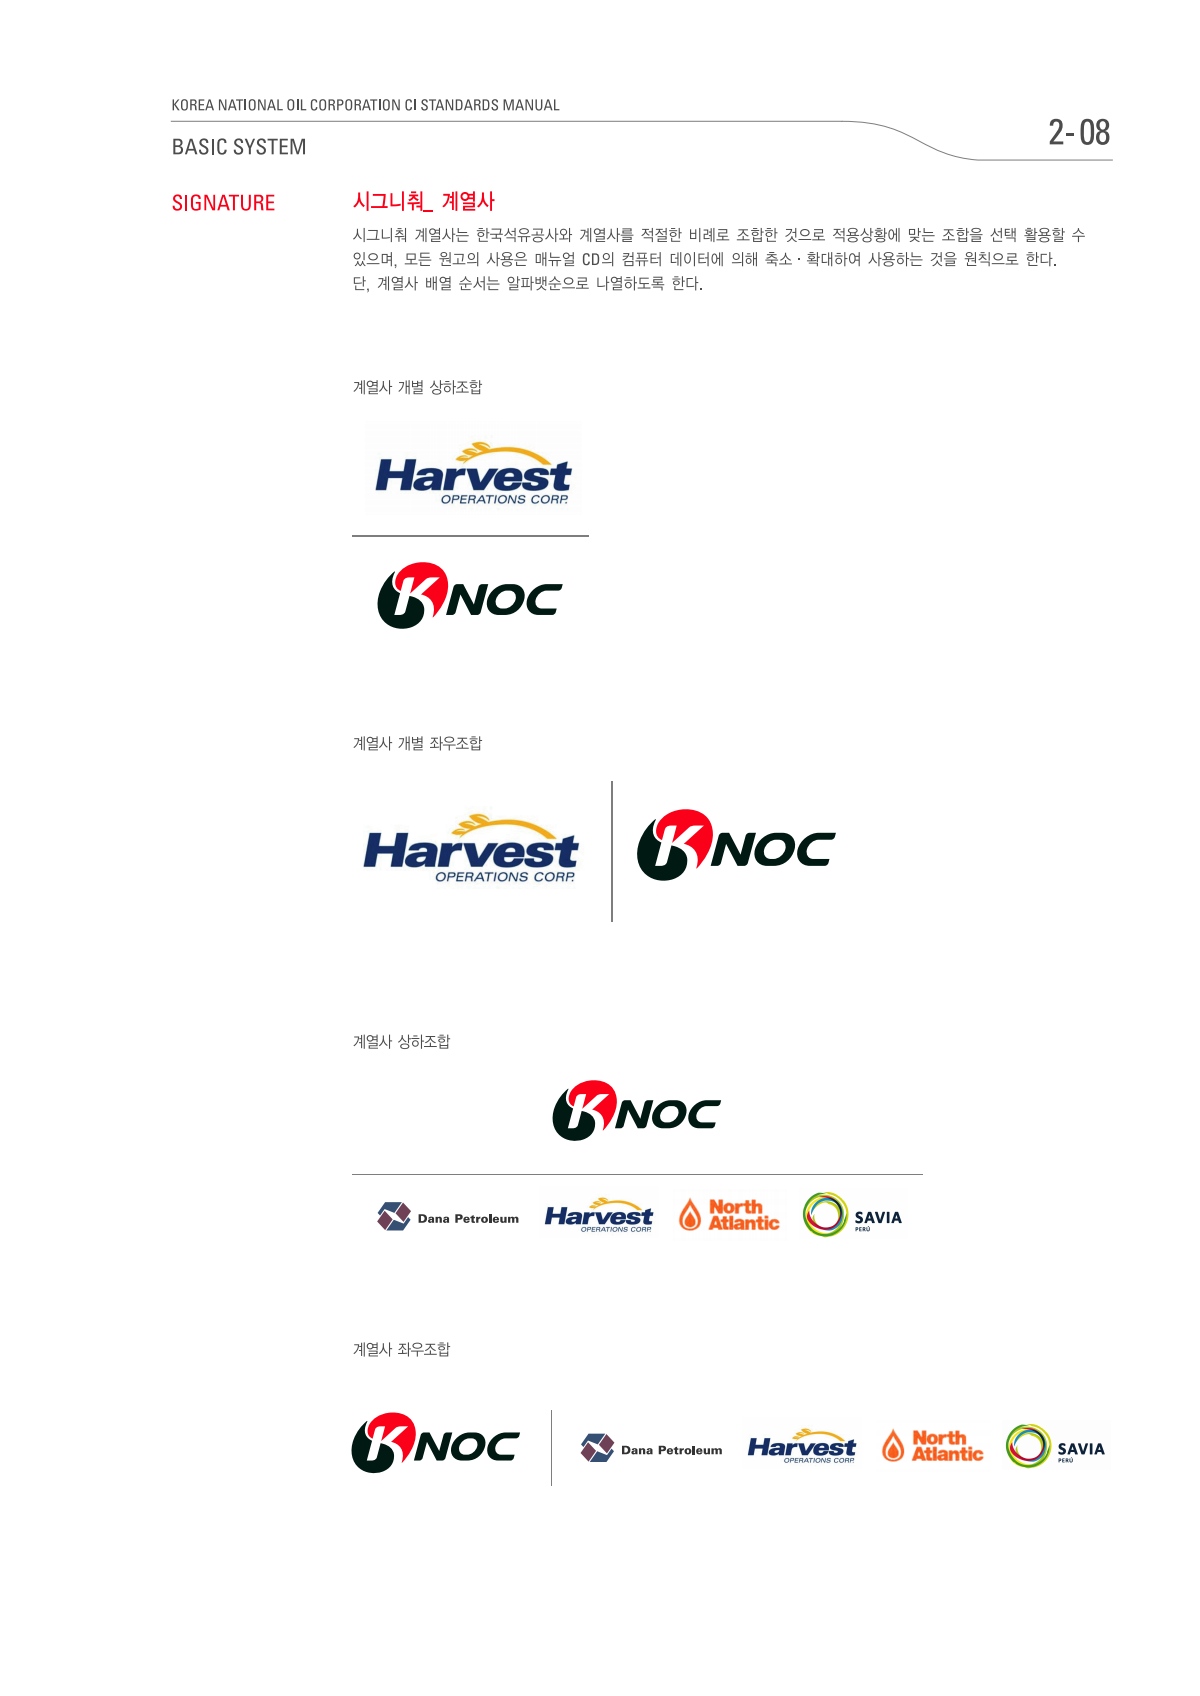 KOREA NATIONAL OIL CORPORATION CI STANDARDS MANUAL
2-08
BASIC SYSTEM
SIGNATURE
시그니춰_ 계열사
시그니춰 계열사는 한국석유공사와 계열사를 적절한 비례로 조합한 것으로 적용상황에 맞는 조합을 선택 활용할 수
있으며, 모든 원고의 사용은 매뉴얼 CD의 컴퓨터 데이터에 의해 축소 · 확대하여 사용하는 것을 원칙으로 한다.
단, 계열사 배열 순서는 알파뱃순으로 나열하도록 한다.
계열사 개별 상하조합
Harvest
OPERATIONS CORP.
KNOC
계열사 개별 좌우조합
Harvest
OPERATIONS CORP.
KNOC
계열사 상하조합
KNOC
Dana Petroleum
Harvest
OPERATIONS CORP.
North
Atlantic
SAVIA
PERÚ
계열사 좌우조합
KNOC
Dana Petroleum
Harvest
OPERATIONS CORP.
North
Atlantic
SAVIA
PERÚ